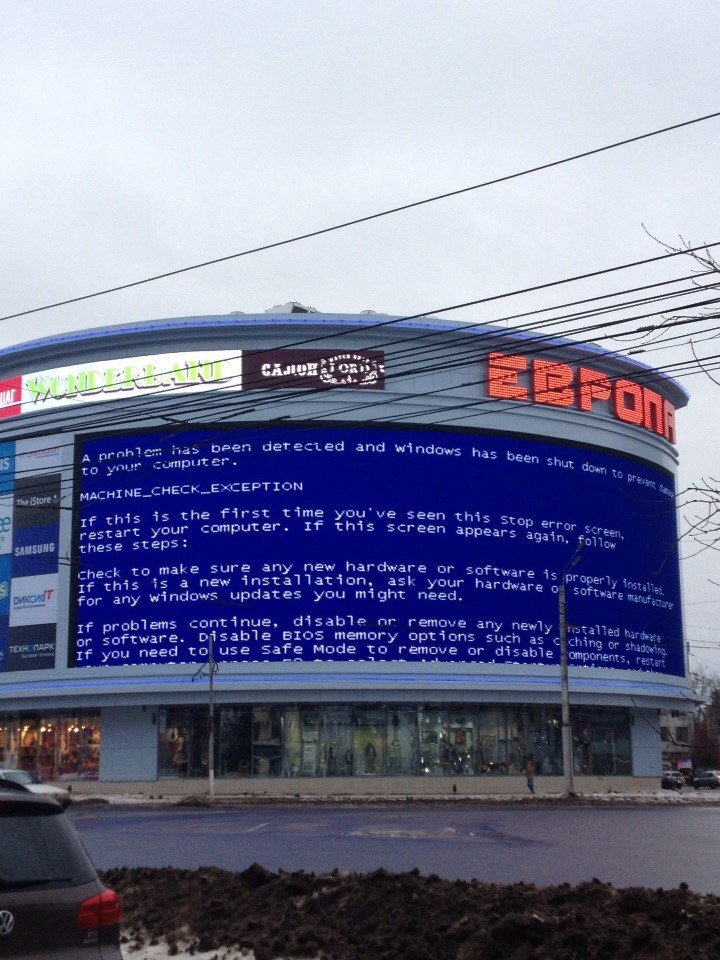 WONDERLAND
САЛОН
WATCH
LORD
ЕВРОПА
The iStore
SAMSUNG
ДИКСИС IT
ТЕХНОПАРК
A problem has been detected and windows has been shut down to prevent damage
to your computer.
MACHINE_CHECK_EXCEPTION
If this is the first time you've seen this Stop error screen,
restart your computer. If this screen appears again, follow
these steps:
Check to make sure any new hardware or software is properly installed.
If this is a new installation, ask your hardware or software manufacturer
for any windows updates you might need.
If problems continue, disable or remove any newly installed hardware
or software. Disable BIOS memory options such as caching or shadowing.
If you need to use Safe Mode to remove or disable components, restart